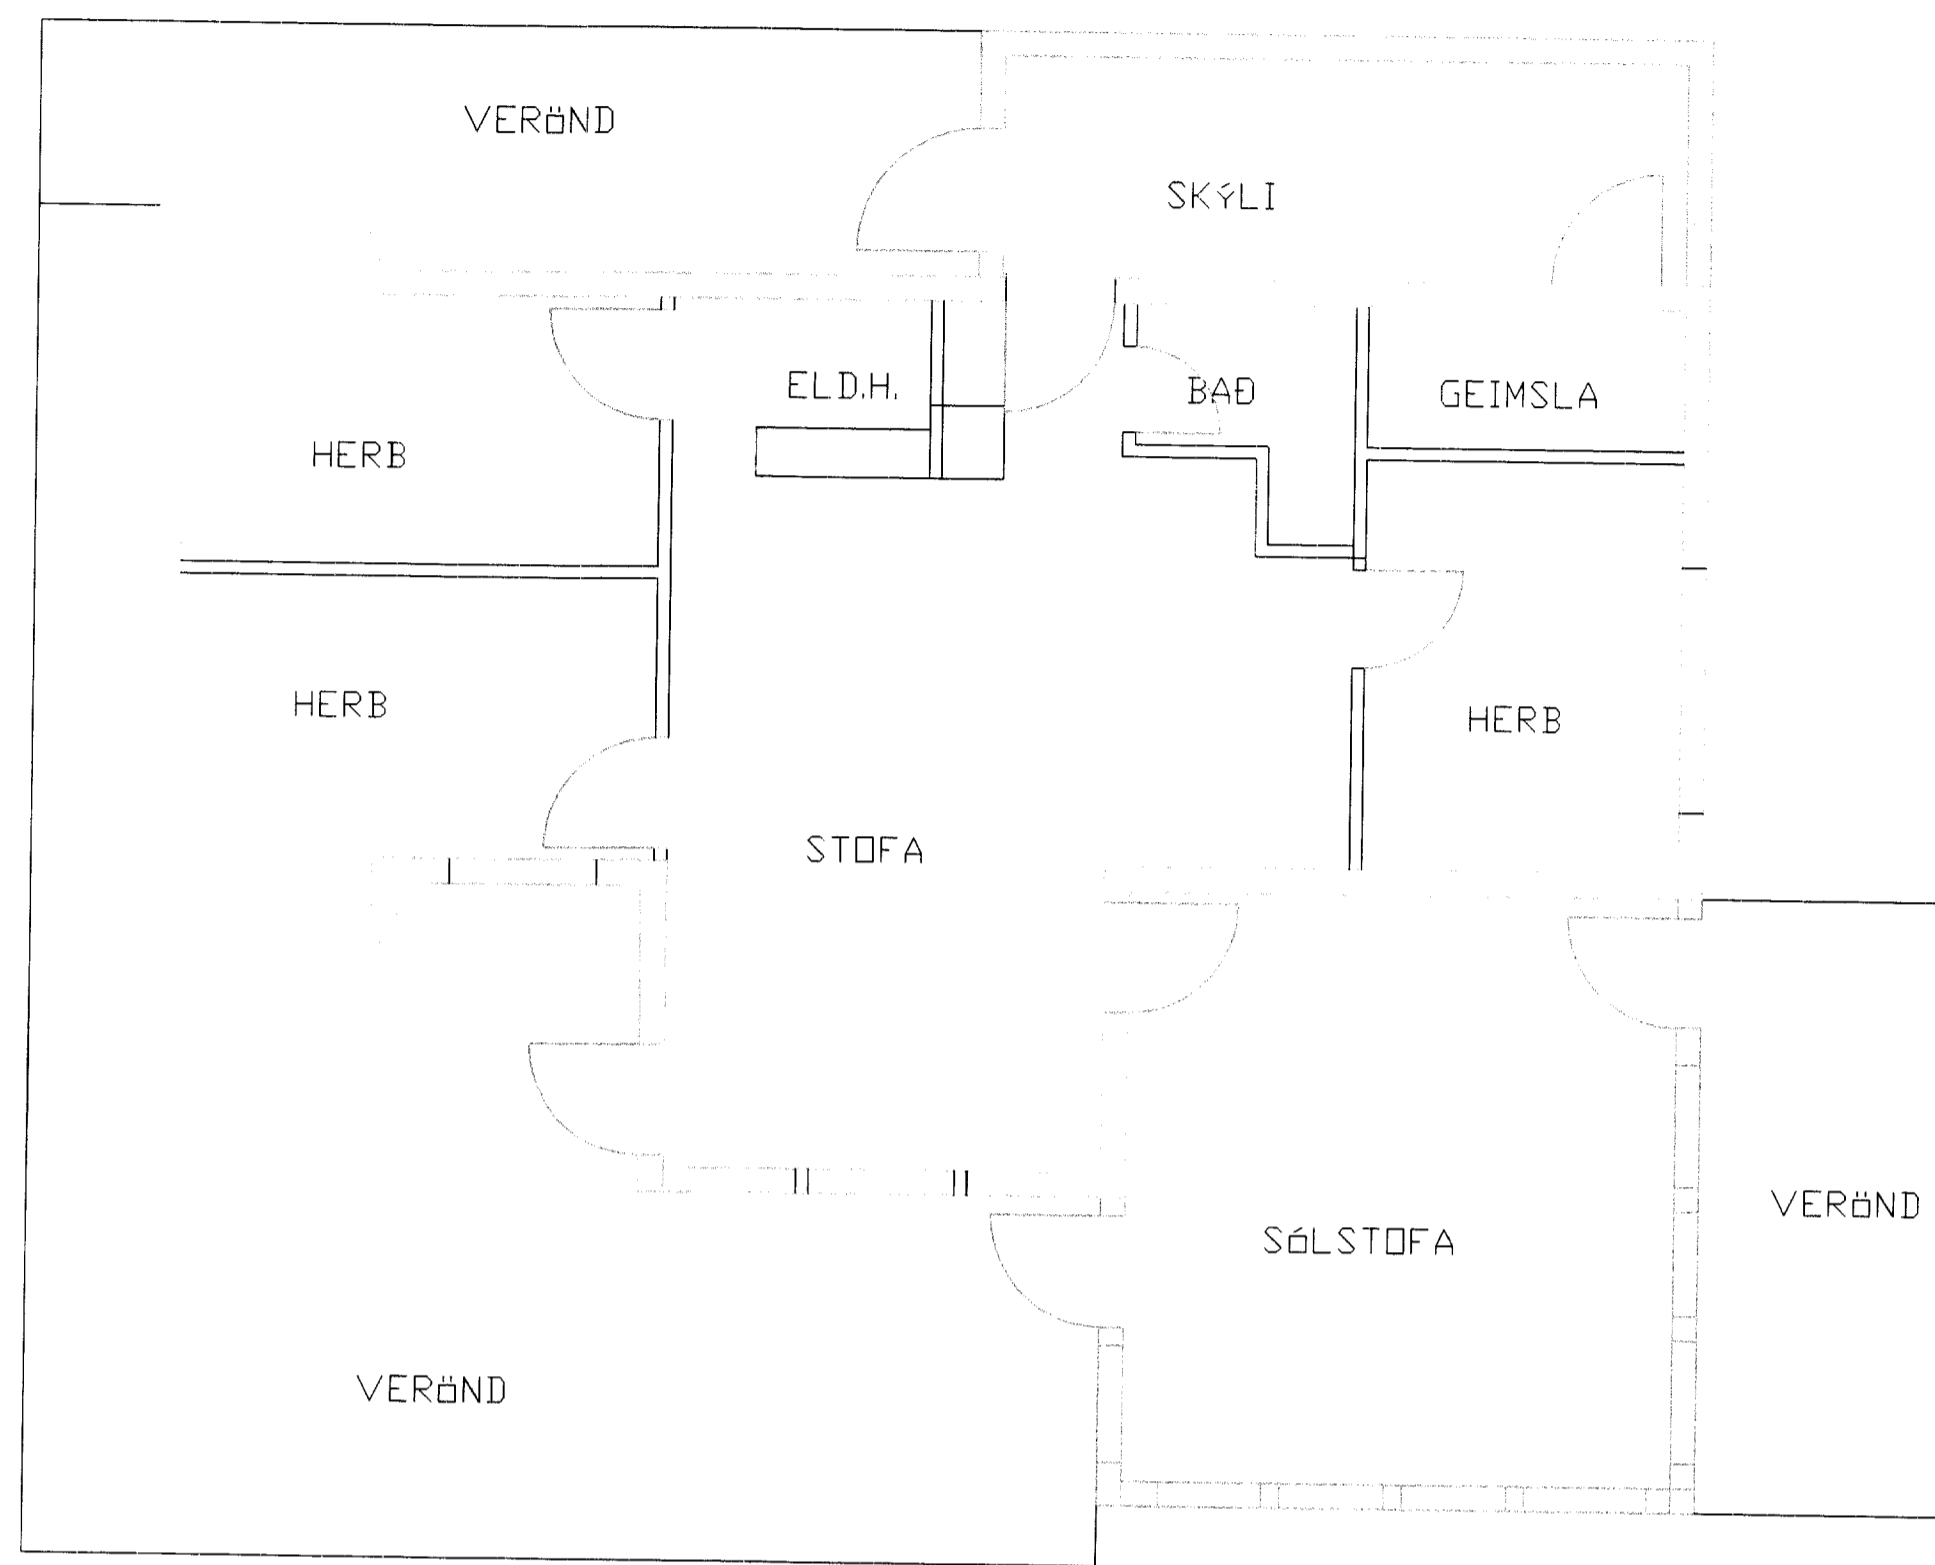 VERÖND
SKÝLI
ELD.H.
BAÐ
GEIMSLA
HERB
HERB
HERB
STOFA
VERÖND
SÓLSTOFA
VERÖND